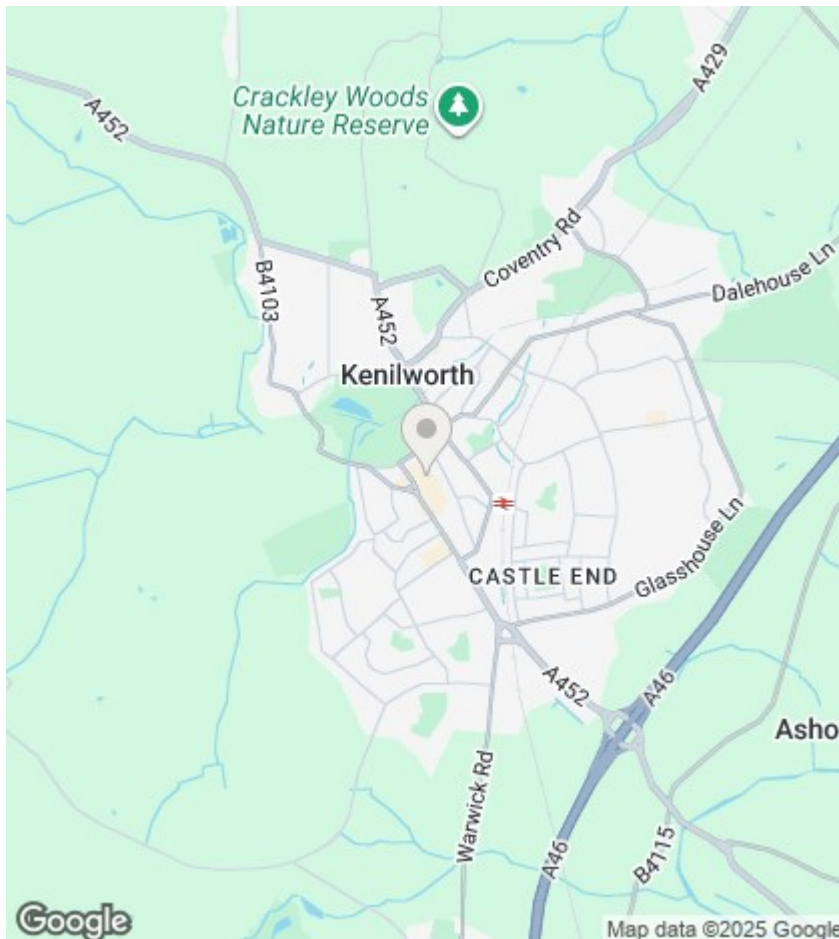 A429
Crackley Woods
Nature Reserve
A452
Coventry Rd
Dalehouse Ln
B4103
A452
Kenilworth
Glasshouse Ln
CASTLE END
A452
A46
Asho
Warwick Rd
A46
B4115
Google
Map data ©2025 Google